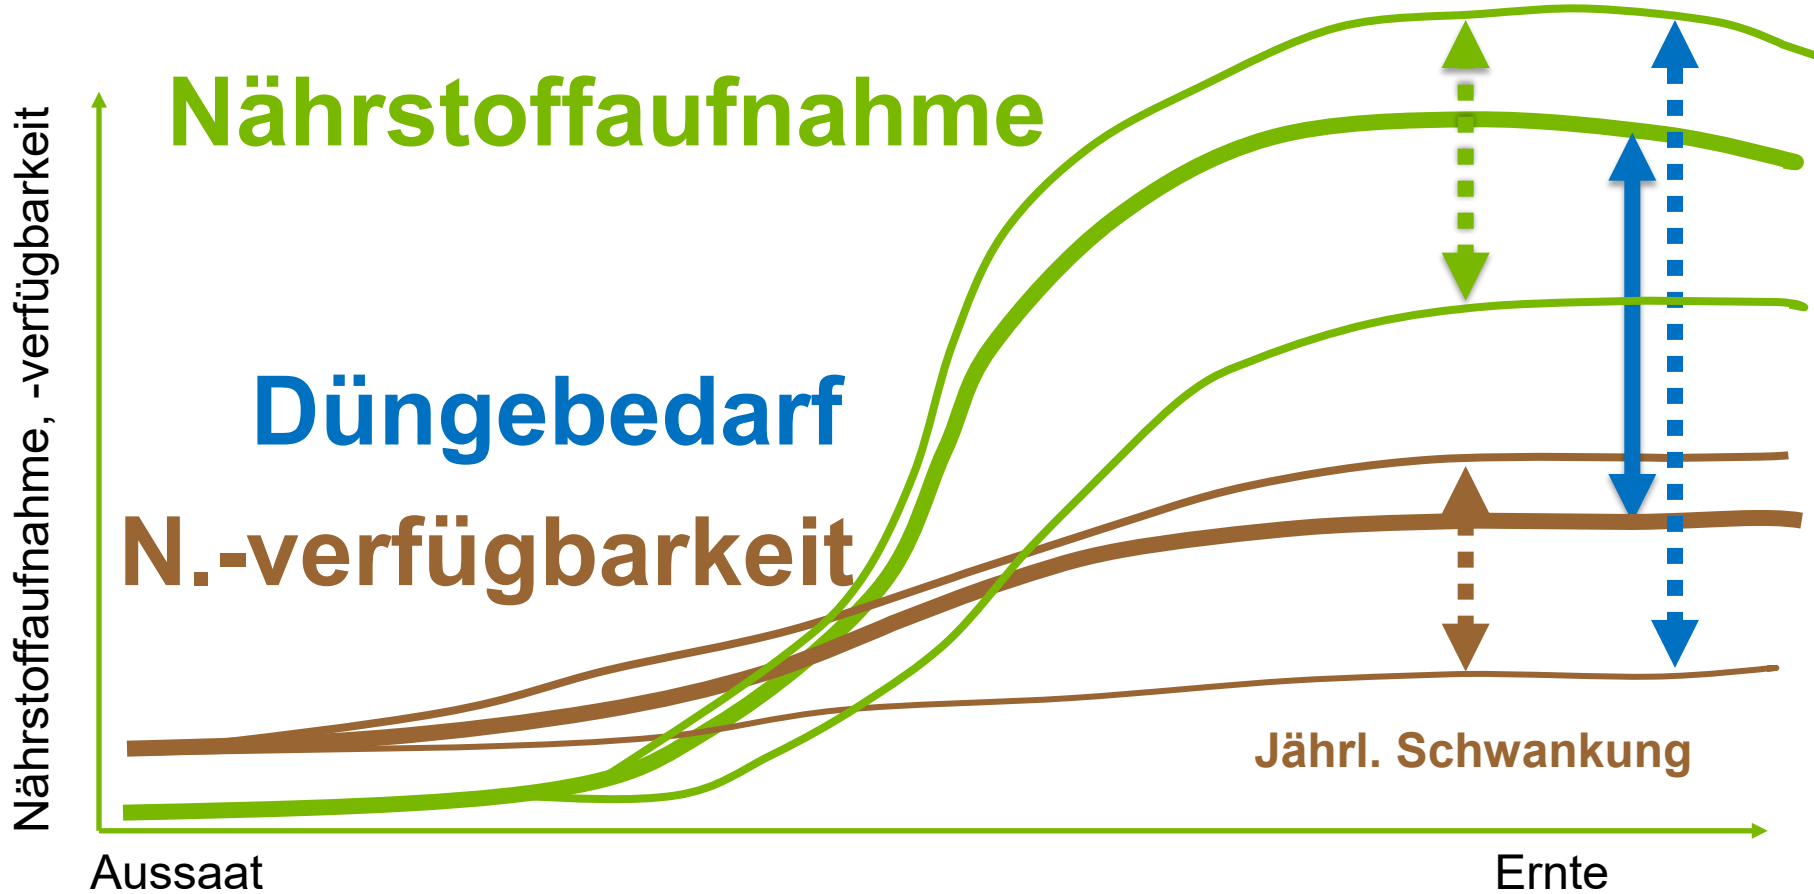 Nährstoffaufnahme, -verfügbarkeit
Nährstoffaufnahme
Düngebedarf
N.-verfügbarkeit
Jährl. Schwankung
Aussaat
Ernte